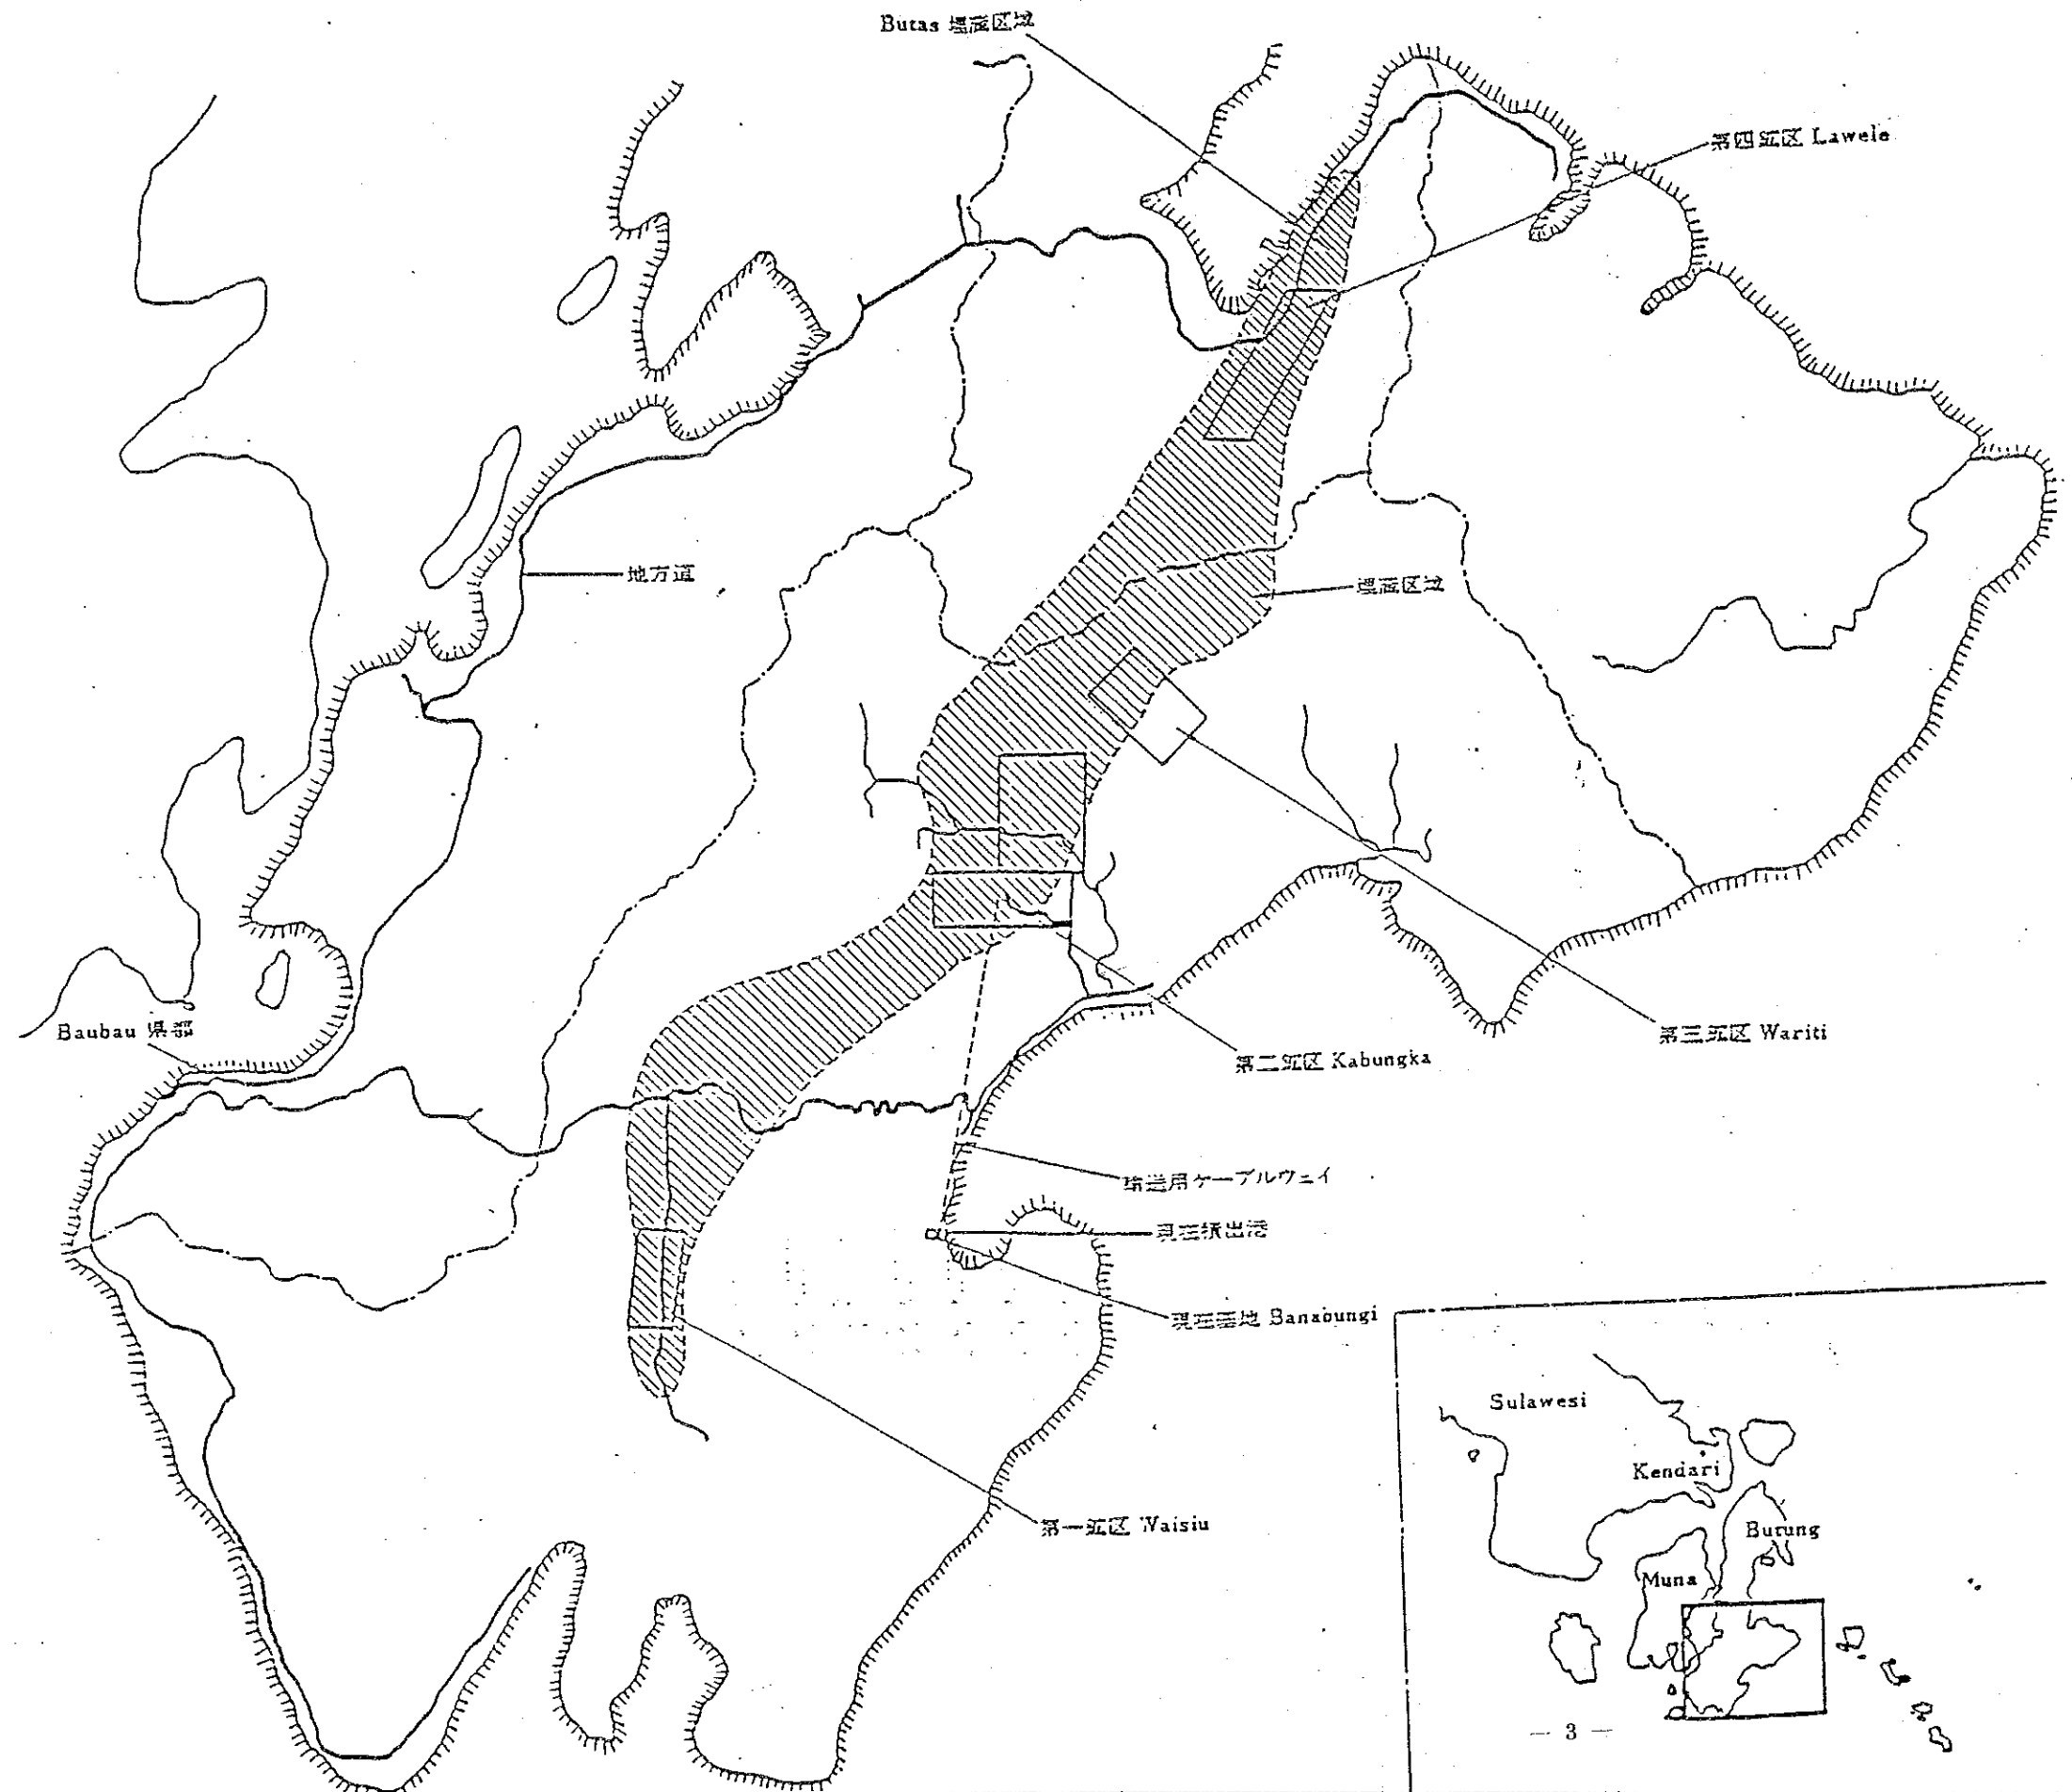 Butas 埋蔵区域
第四鉱区 Lawele
地方道
埋蔵区域
Baubau 県都
第三鉱区 Wariti
第二鉱区 Kabungka
輸送用ケーブルウェイ
現在積出港
現在基地 Banabungi
第一鉱区 Waisiu
Sulawesi
Kendari
Butung
Muna
— 3 —